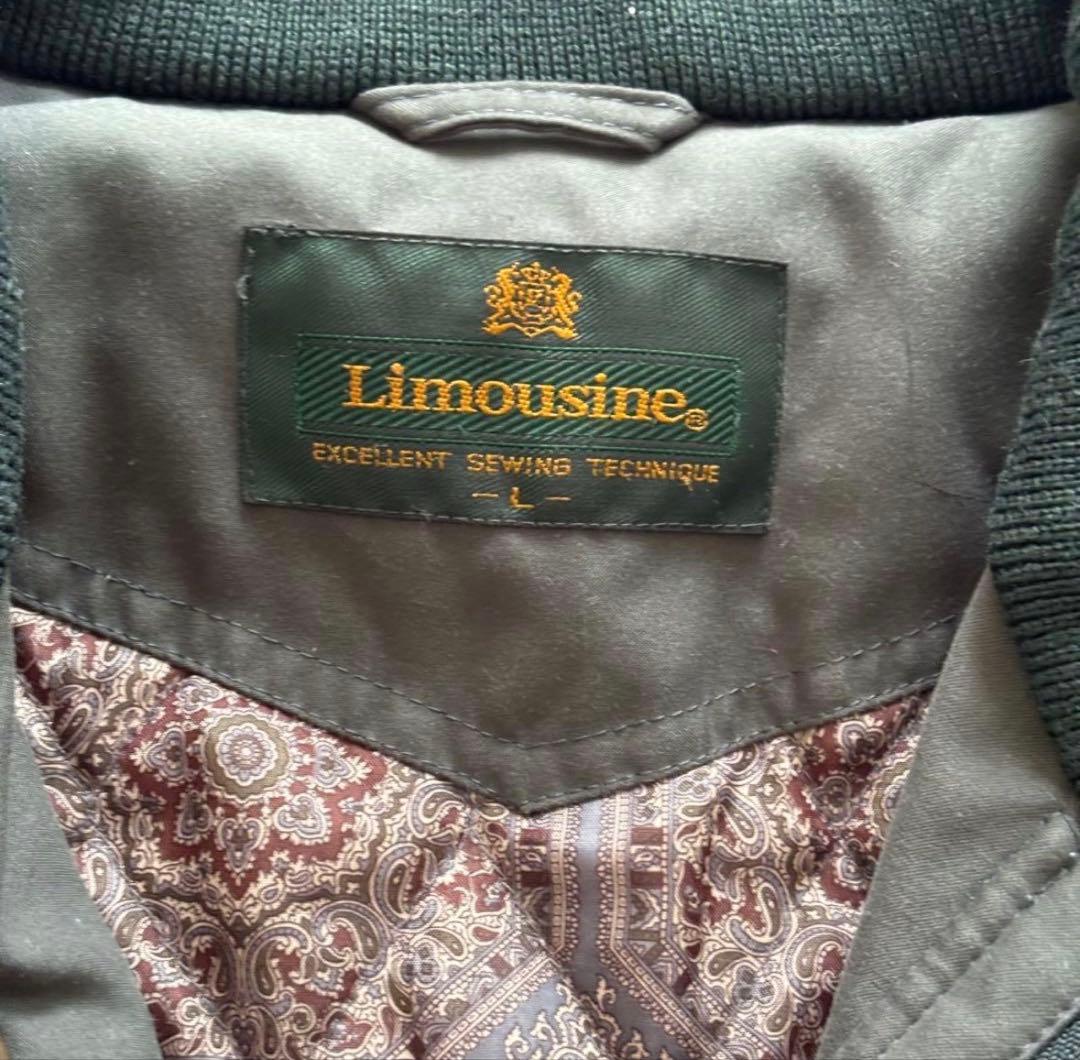 Limousine®
EXCELLENT SEWING TECHNIQUE
– L –